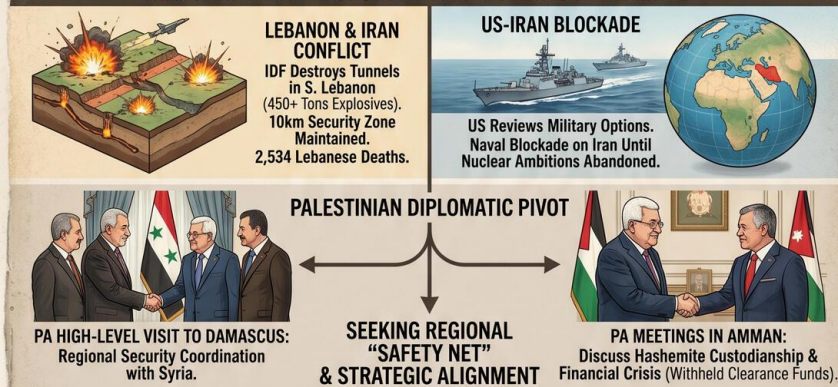 LEBANON & IRAN
CONFLICT
IDF Destroys Tunnels
in S. Lebanon
(450+ Tons Explosives).
10km Security Zone
Maintained.
2,534 Lebanese Deaths.
US-IRAN BLOCKADE
US Reviews Military Options.
Naval Blockade on Iran Until
Nuclear Ambitions Abandoned.
PALESTINIAN DIPLOMATIC PIVOT
PA HIGH-LEVEL VISIT TO DAMASCUS:
Regional Security Coordination
with Syria.
SEEKING REGIONAL
“SAFETY NET”
& STRATEGIC ALIGNMENT
PA MEETINGS IN AMMAN:
Discuss Hashemite Custodianship &
Financial Crisis (Withheld Clearance Funds).